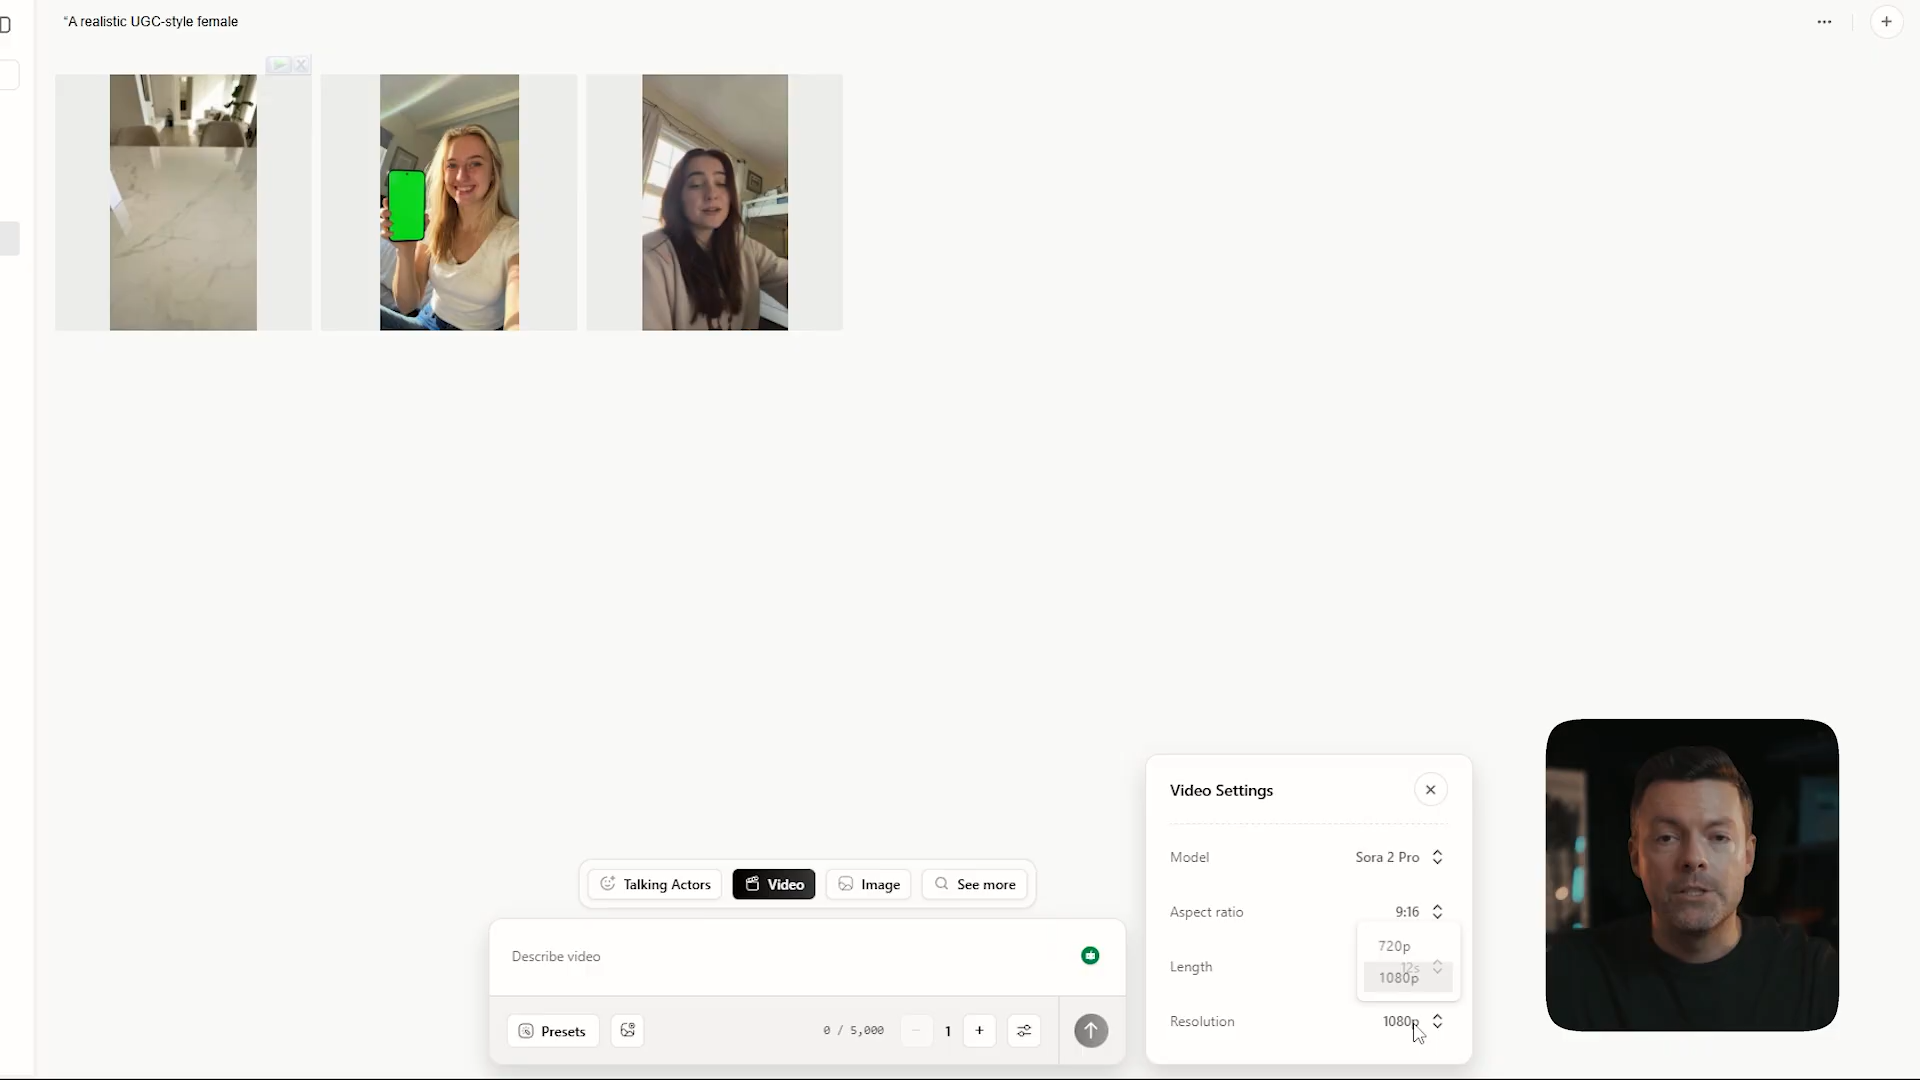 “A realistic UGC-style female
Video Settings
Model
Sora 2 Pro
Talking Actors
Video
Image
See more
Aspect ratio
9:16
720p
Describe video
Length
12s
1080p
Presets
0 / 5,000
1
Resolution
1080p